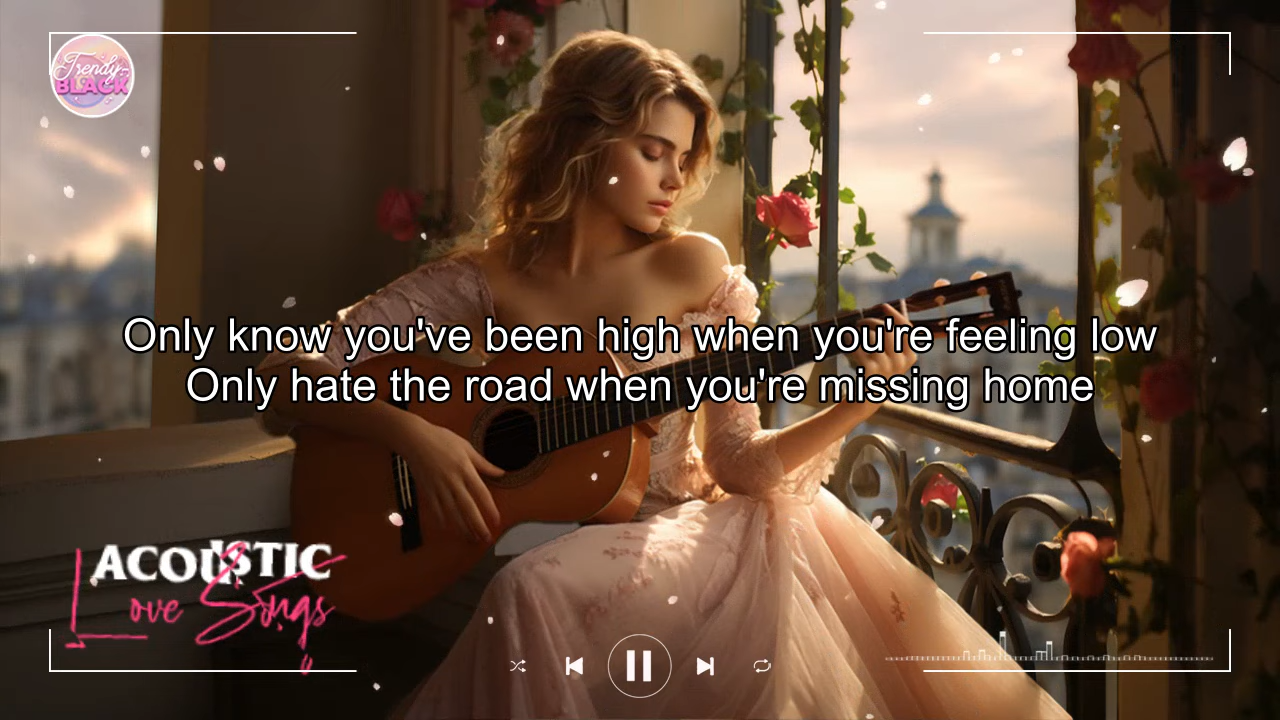 Trendy
BLACK
Only know you've been high when you're feeling low
Only hate the road when you're missing home
ACOUSTIC
Love Songs